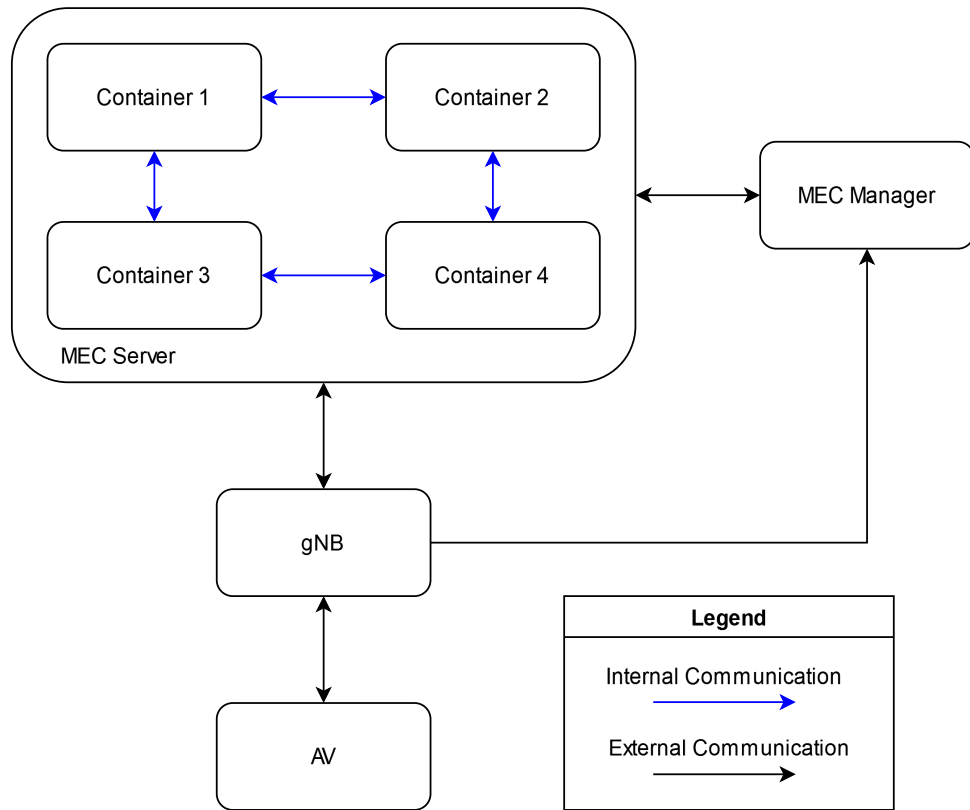 Container 1
Container 2
MEC Manager
Container 3
Container 4
MEC Server
gNB
Legend
Internal Communication
External Communication
AV